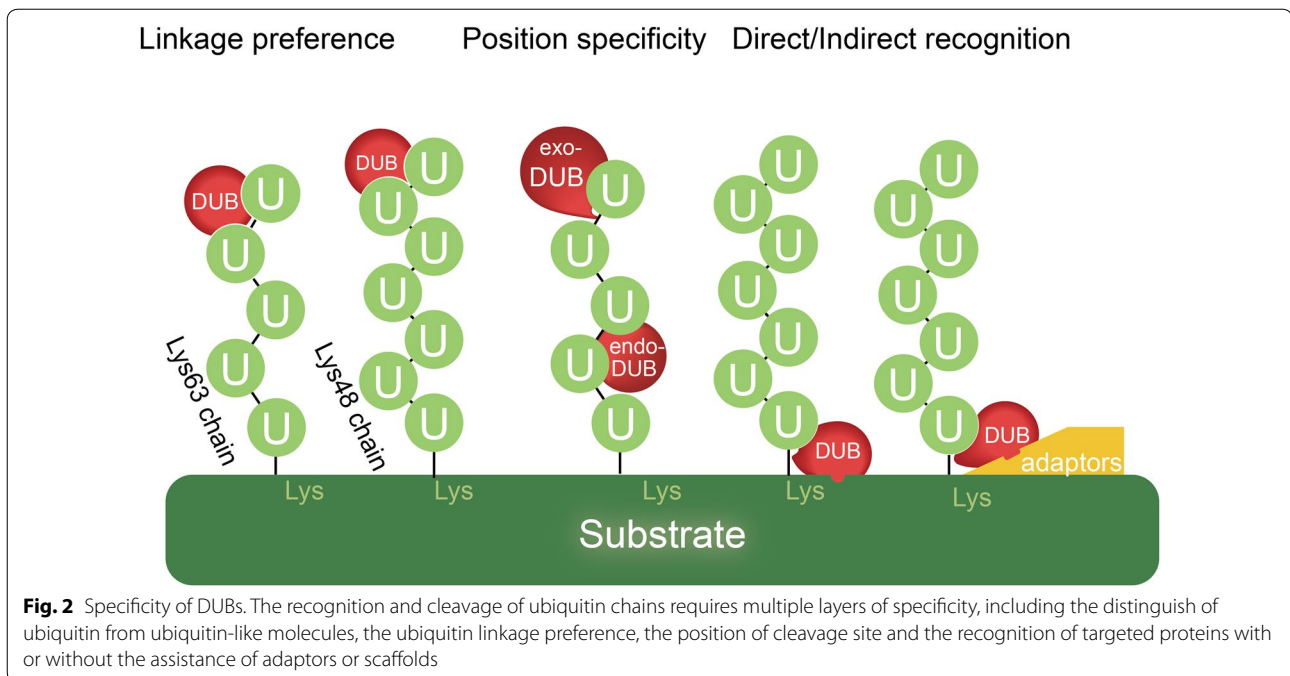 Linkage preference
Position specificity
Direct/Indirect recognition
DUB
U
U
U
U
U
Lys63 chain
Lys
DUB
U
U
U
U
U
U
U
Lys48 chain
Lys
exo-
DUB
U
U
U
endo-
DUB
U
U
Lys
U
U
U
U
U
U
U
DUB
Lys
U
U
U
U
U
U
U
DUB
adaptors
Lys
Substrate
Fig. 2 Specificity of DUBs. The recognition and cleavage of ubiquitin chains requires multiple layers of specificity, including the distinguish of
ubiquitin from ubiquitin-like molecules, the ubiquitin linkage preference, the position of cleavage site and the recognition of targeted proteins with
or without the assistance of adaptors or scaffolds